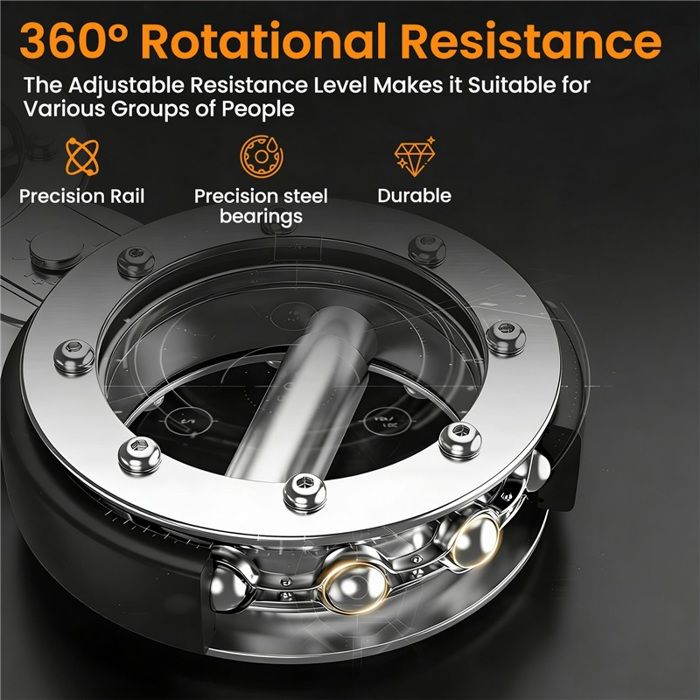 360° Rotational Resistance
The Adjustable Resistance Level Makes it Suitable for
Various Groups of People
Precision Rail
Precision steel
bearings
Durable